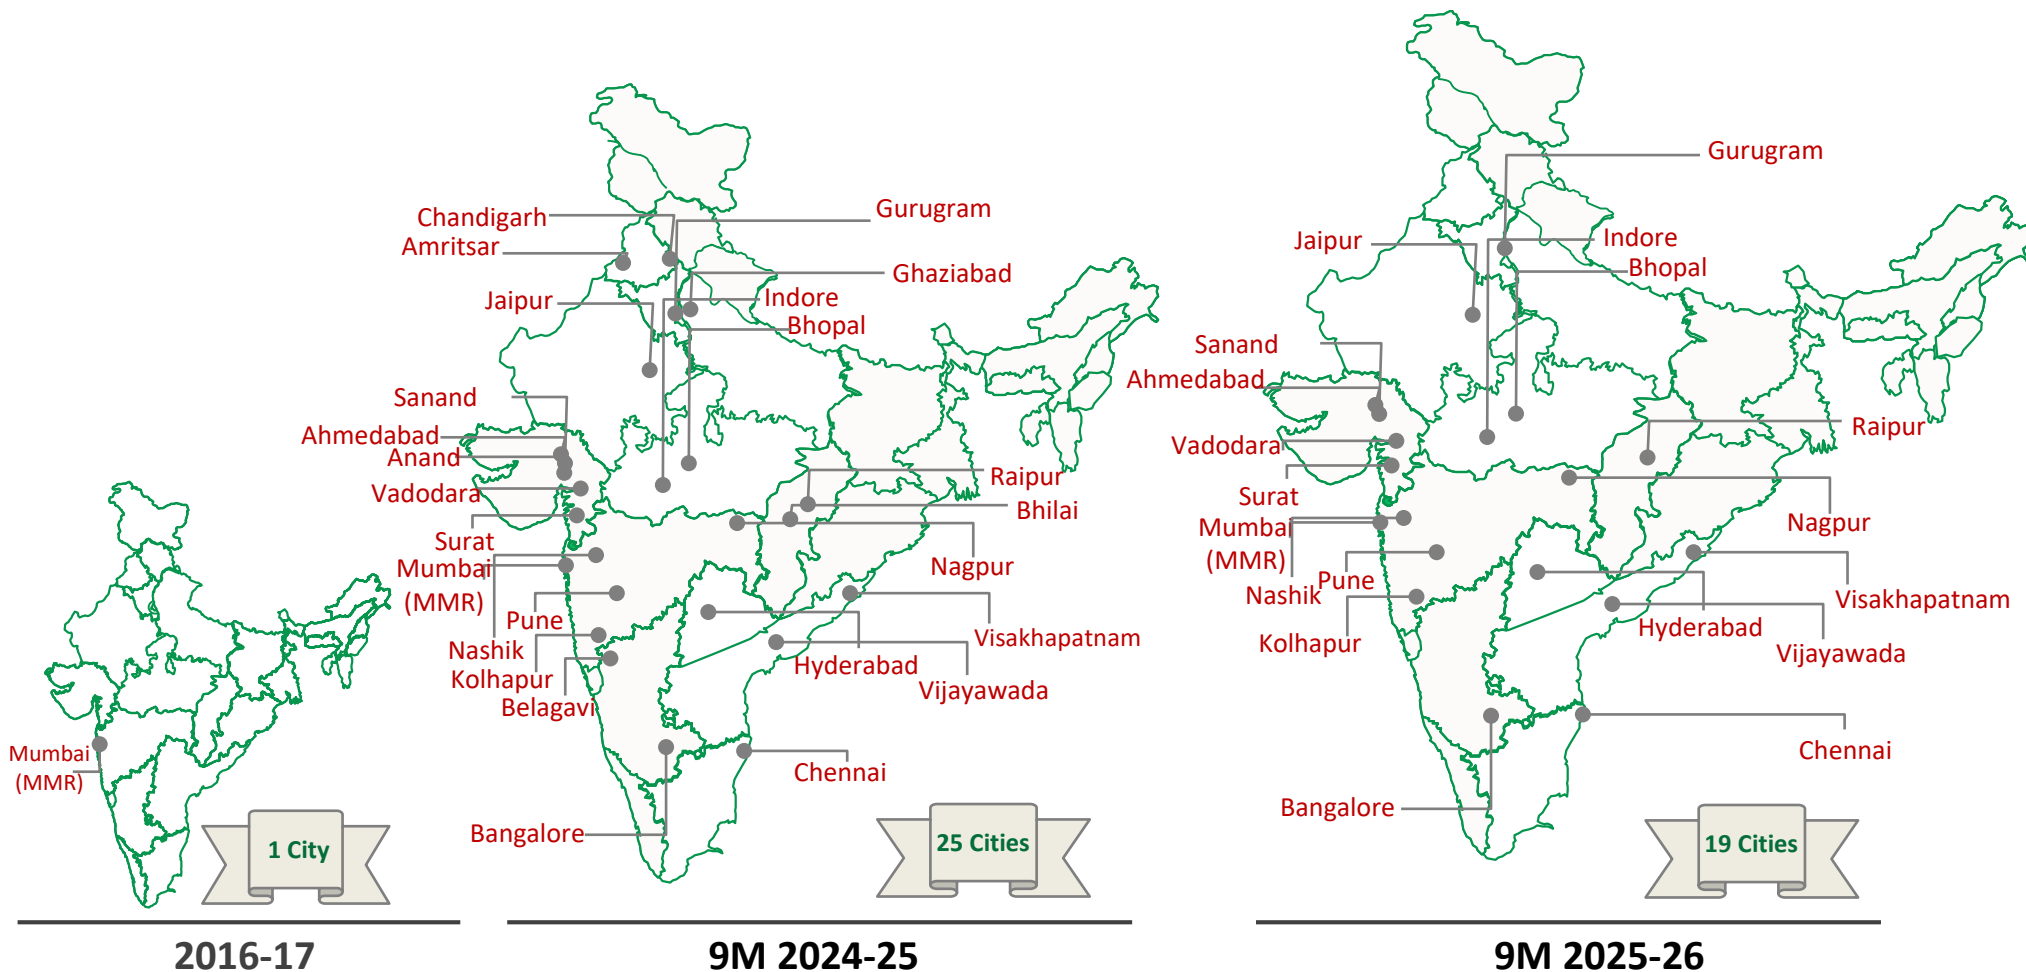 Mumbai
(MMR)
1 City
2016-17
Chandigarh
Amritsar
Gurugram
Ghaziabad
Jaipur
Indore
Bhopal
Sanand
Ahmedabad
Anand
Vadodara
Surat
Mumbai
(MMR)
Pune
Nashik
Kolhapur
Belagavi
Raipur
Bhilai
Nagpur
Visakhapatnam
Hyderabad
Vijayawada
Chennai
Bangalore
25 Cities
9M 2024-25
Gurugram
Jaipur
Indore
Bhopal
Sanand
Ahmedabad
Vadodara
Surat
Mumbai
(MMR)
Nashik
Pune
Kolhapur
Raipur
Nagpur
Visakhapatnam
Hyderabad
Vijayawada
Chennai
Bangalore
19 Cities
9M 2025-26